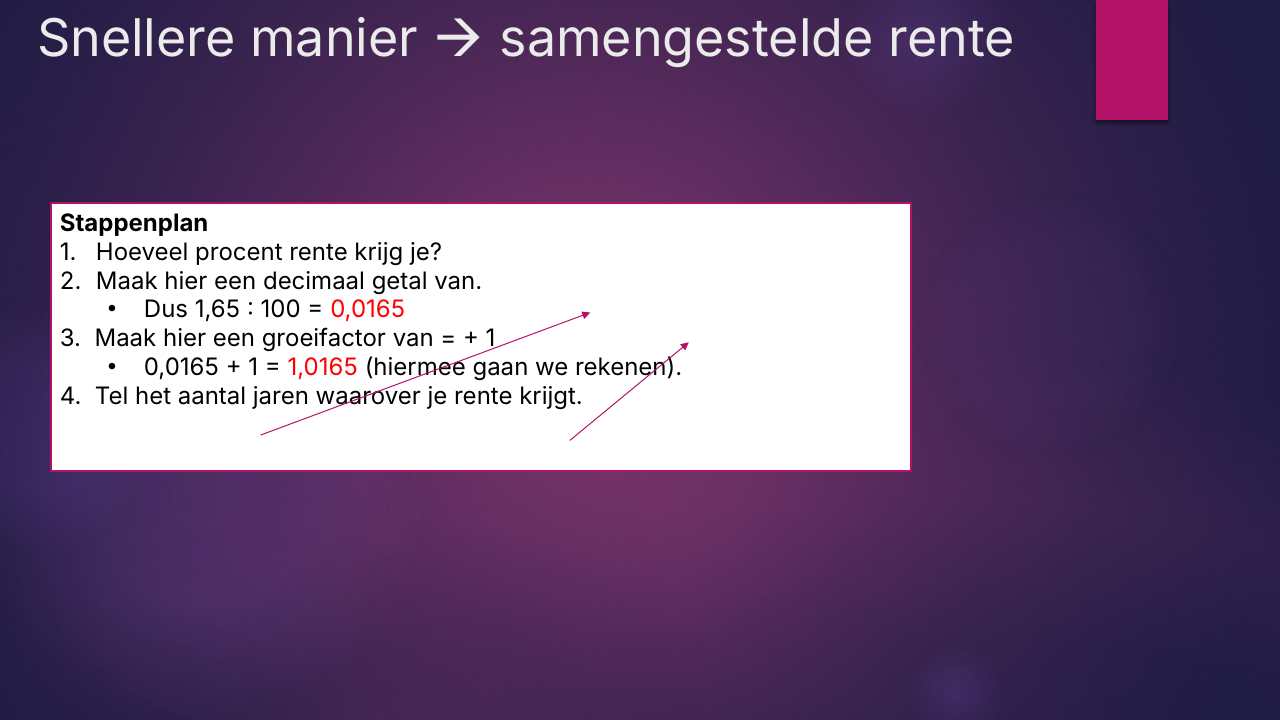 Snellere manier → samengestelde rente
Stappenplan
1. Hoeveel procent rente krijg je?
2. Maak hier een decimaal getal van.
• Dus 1,65 : 100 = 0,0165
3. Maak hier een groeifactor van = + 1
• 0,0165 + 1 = 1,0165 (hiermee gaan we rekenen).
4. Tel het aantal jaren waarover je rente krijgt.